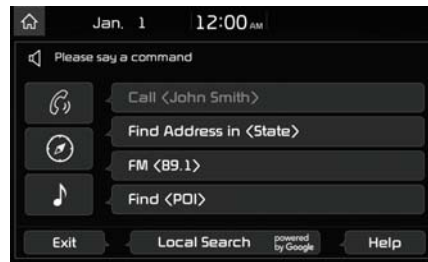 Jan. 1 12:00 AM
Please say a command
Call <John Smith>
Find Address in <State>
FM <89.1>
Find <POI>
Exit Local Search powered by Google Help